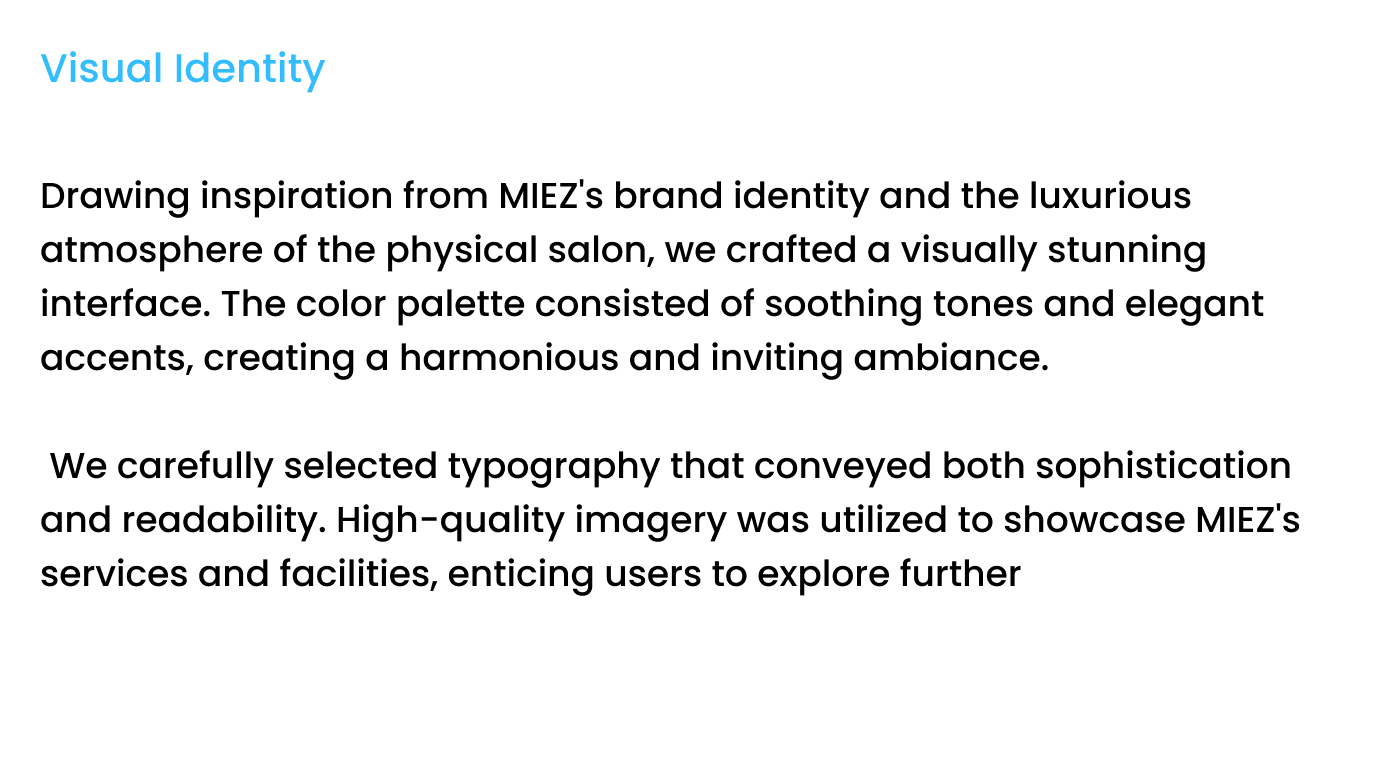 Visual Identity
Drawing inspiration from MIEZ's brand identity and the luxurious
atmosphere of the physical salon, we crafted a visually stunning
interface. The color palette consisted of soothing tones and elegant
accents, creating a harmonious and inviting ambiance.
We carefully selected typography that conveyed both sophistication
and readability. High-quality imagery was utilized to showcase MIEZ's
services and facilities, enticing users to explore further